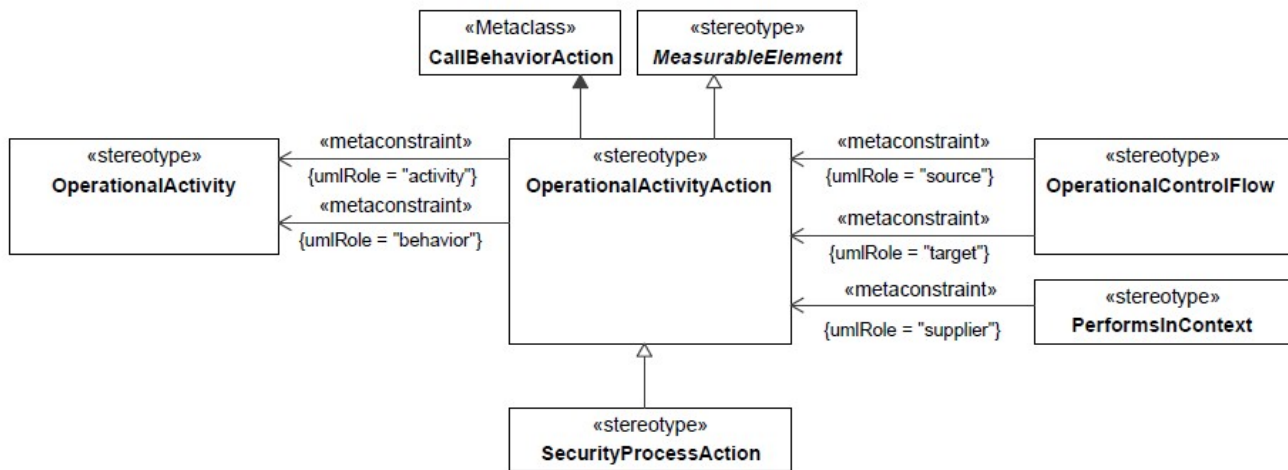 «Metaclass»
CallBehaviorAction
«stereotype»
MeasurableElement
«stereotype»
OperationalActivity
«metaconstraint»
{umlRole = "activity"}
«metaconstraint»
{umlRole = "behavior"}
«stereotype»
OperationalActivityAction
«metaconstraint»
{umlRole = "source"}
«metaconstraint»
{umlRole = "target"}
«metaconstraint»
{umlRole = "supplier"}
«stereotype»
OperationalControlFlow
«stereotype»
PerformsInContext
«stereotype»
SecurityProcessAction